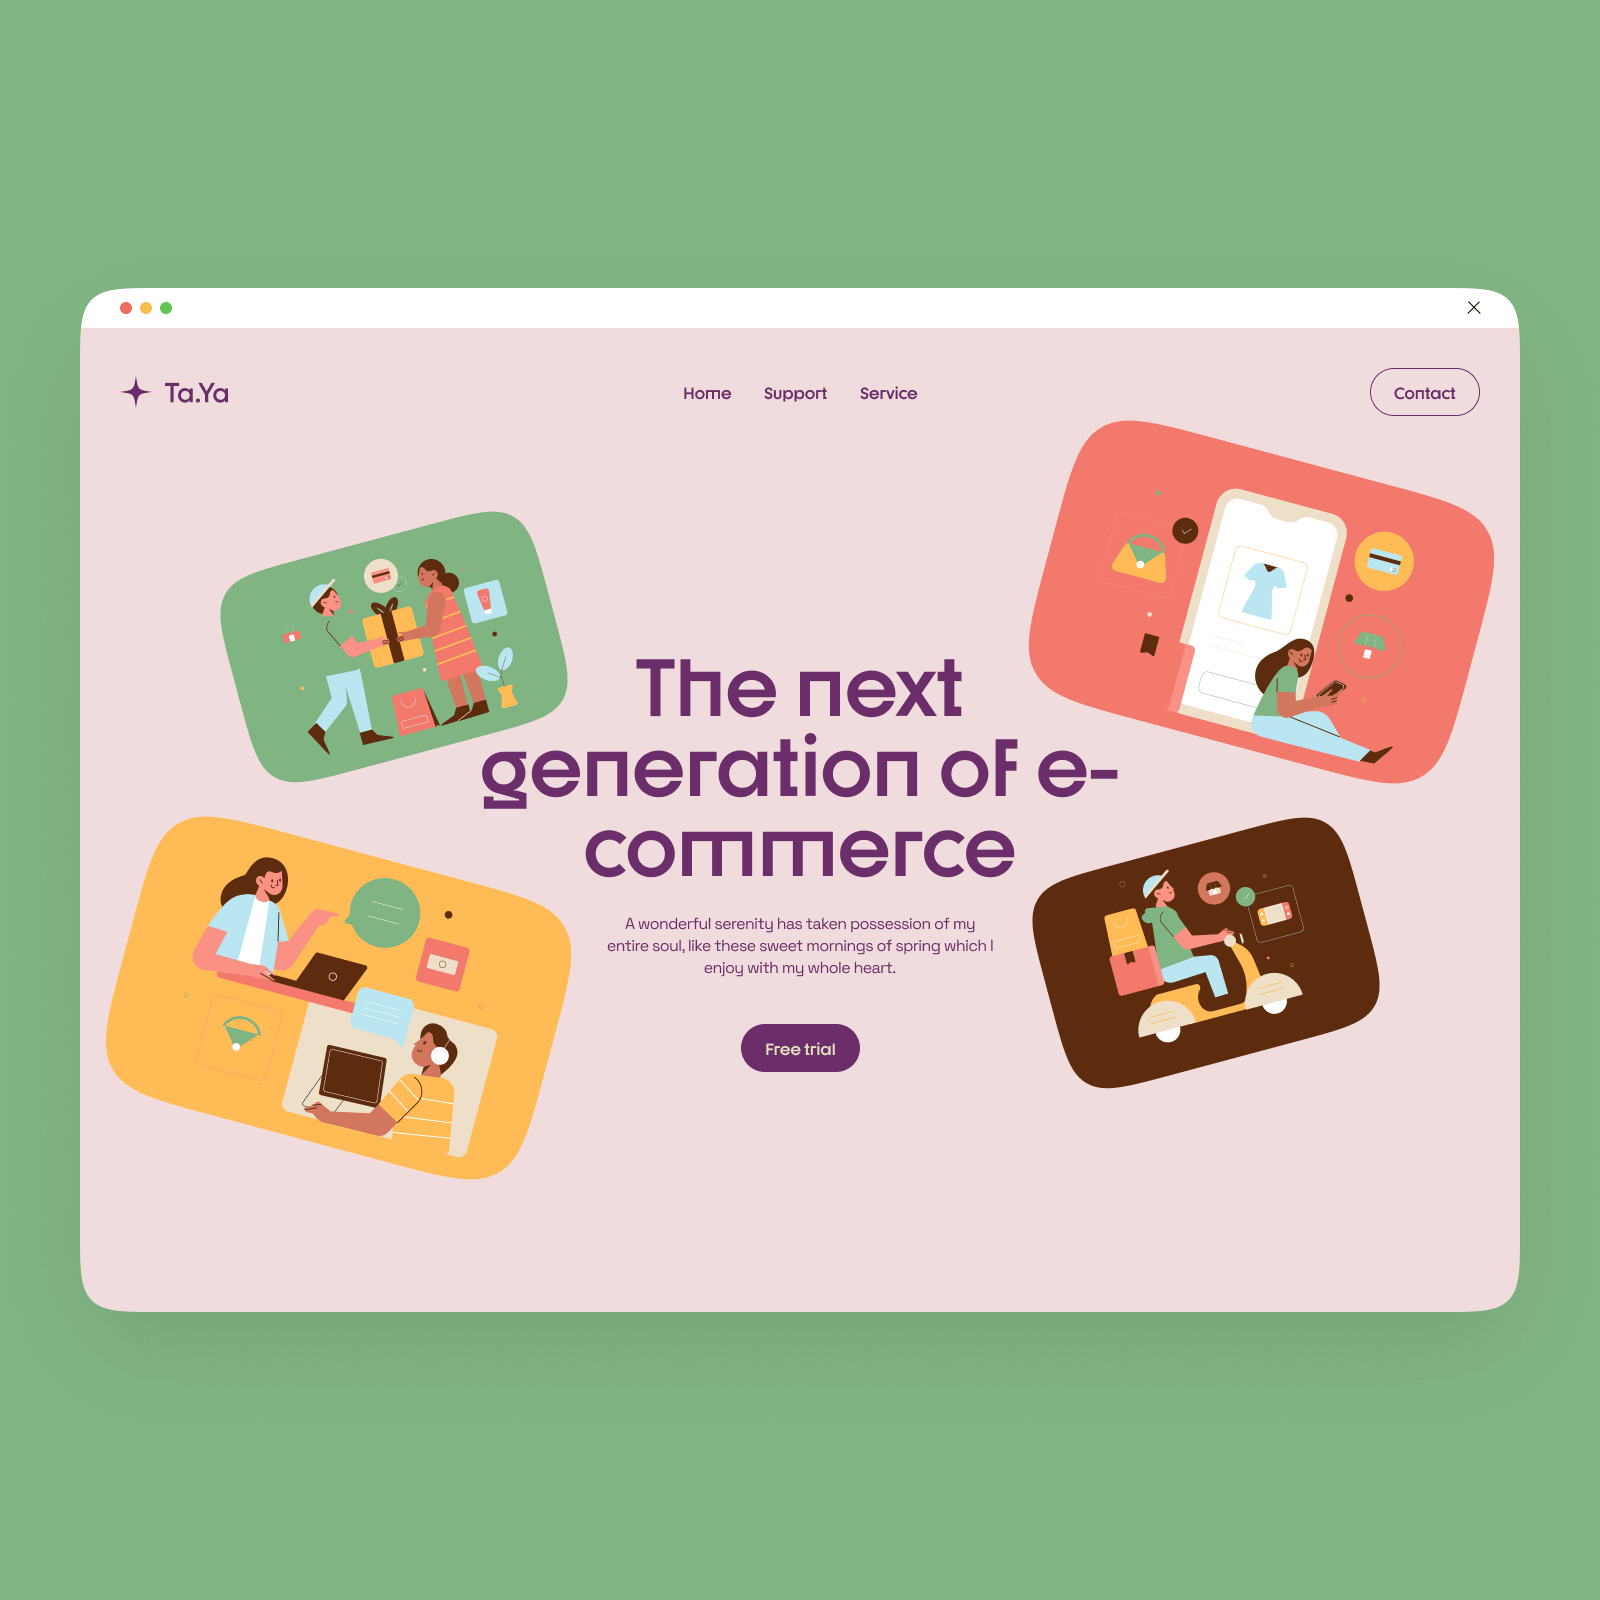 Ta.Ya
Home Support Service
Contact
The next
generation of e-
commerce
A wonderful serenity has taken possession of my
entire soul, like these sweet mornings of spring which I
enjoy with my whole heart.
Free trial